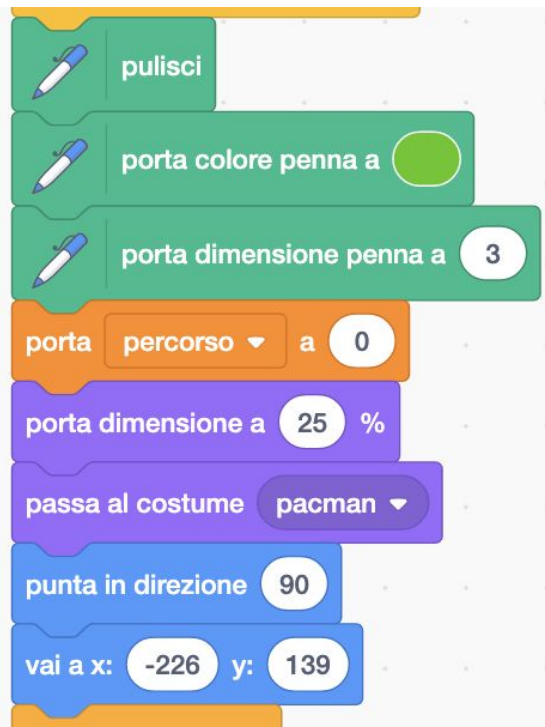 pulisci
porta colore penna a
porta dimensione penna a 3
porta percorso a 0
porta dimensione a 25 %
passa al costume pacman
punta in direzione 90
vai a x: -226 y: 139